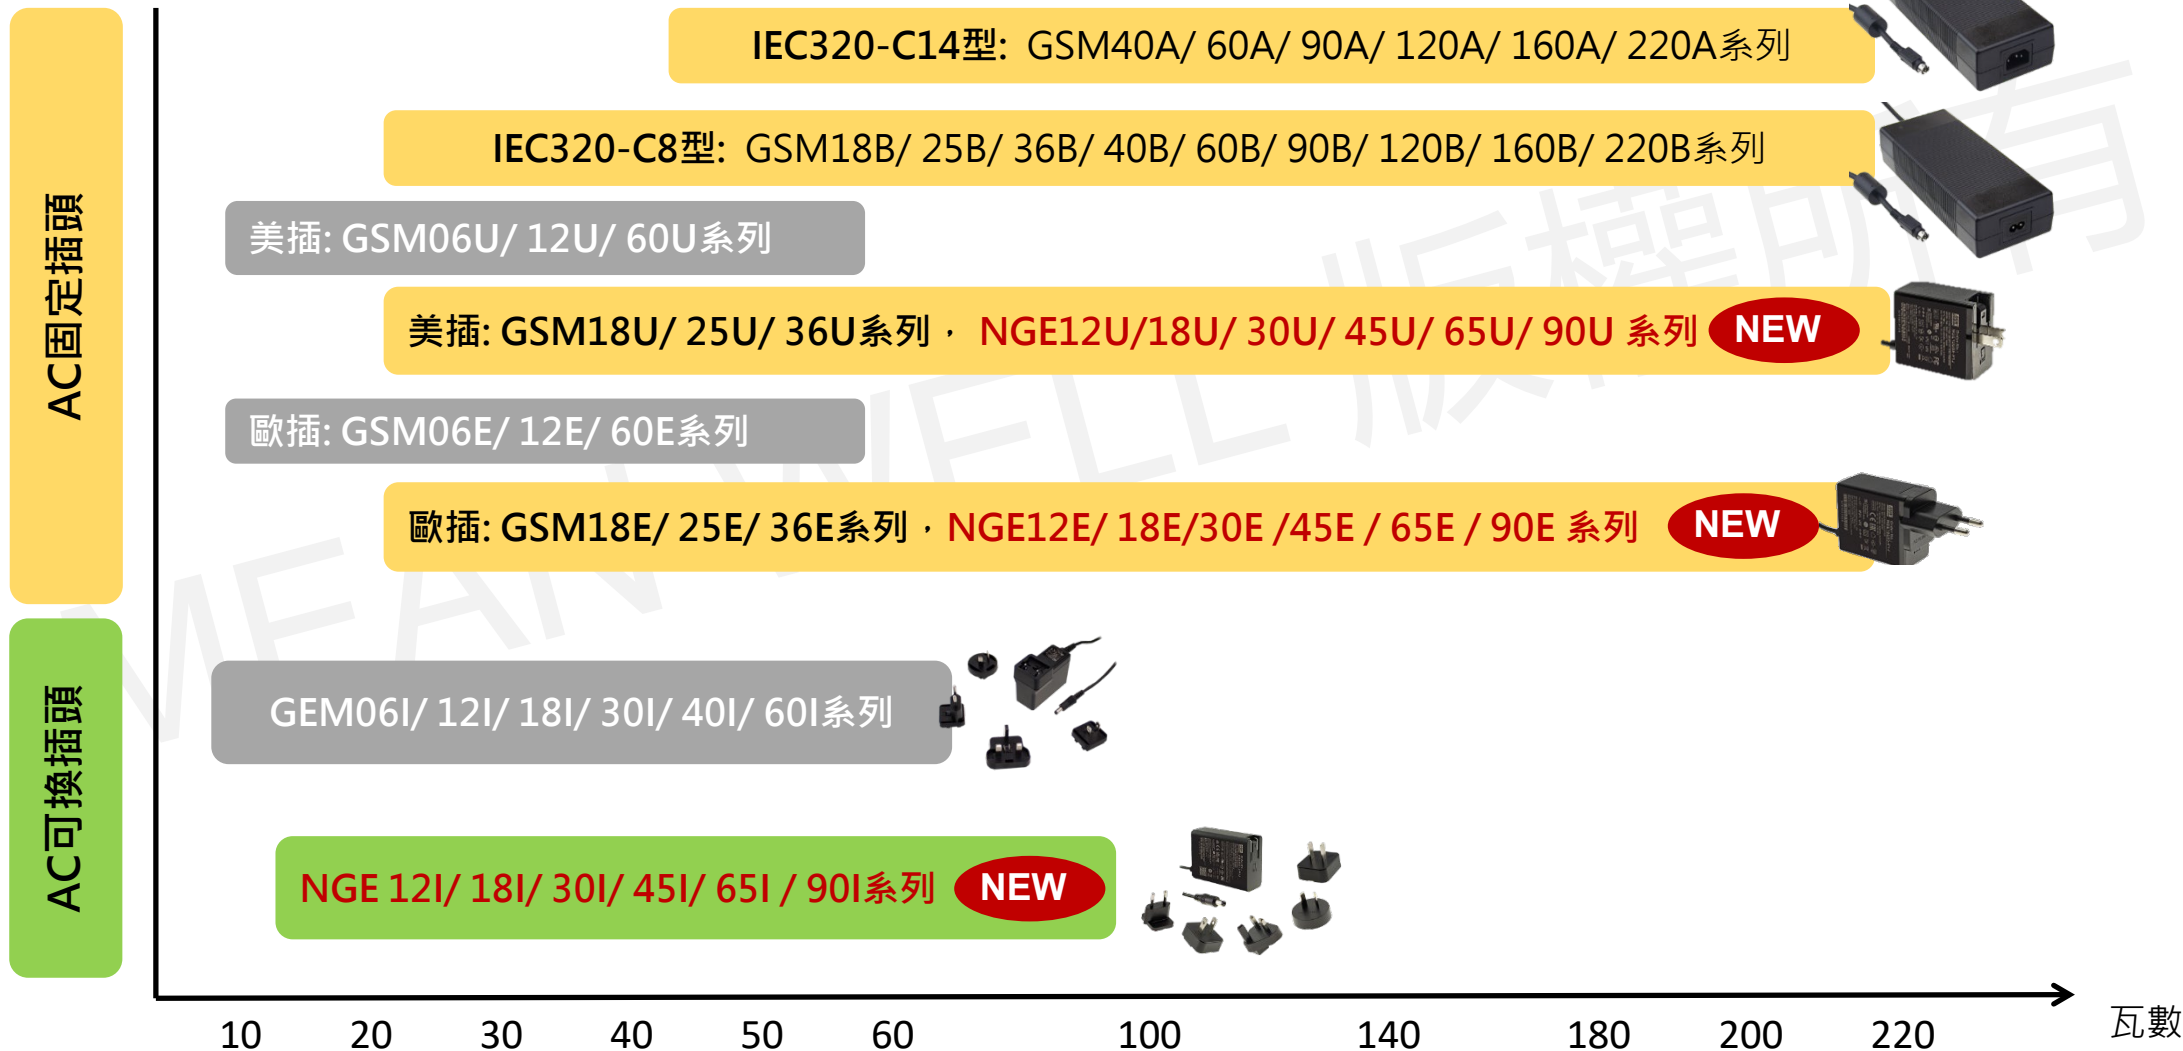 IEC320-C14型: GSM40A/ 60A/ 90A/ 120A/ 160A/ 220A系列
IEC320-C8型: GSM18B/ 25B/ 36B/ 40B/ 60B/ 90B/ 120B/ 160B/ 220B系列
AC固定插頭
美插: GSM06U/ 12U/ 60U系列
美插: GSM18U/ 25U/ 36U系列， NGE12U/18U/ 30U/ 45U/ 65U/ 90U 系列 NEW
歐插: GSM06E/ 12E/ 60E系列
歐插: GSM18E/ 25E/ 36E系列，NGE12E/ 18E/30E /45E / 65E / 90E 系列 NEW
MEAN WELL 版權所有
AC可換插頭
GEM06I/ 12I/ 18I/ 30I/ 40I/ 60I系列
NGE 12I/ 18I/ 30I/ 45I/ 65I / 90I系列 NEW
10 20 30 40 50 60 100 140 180 200 220 瓦數